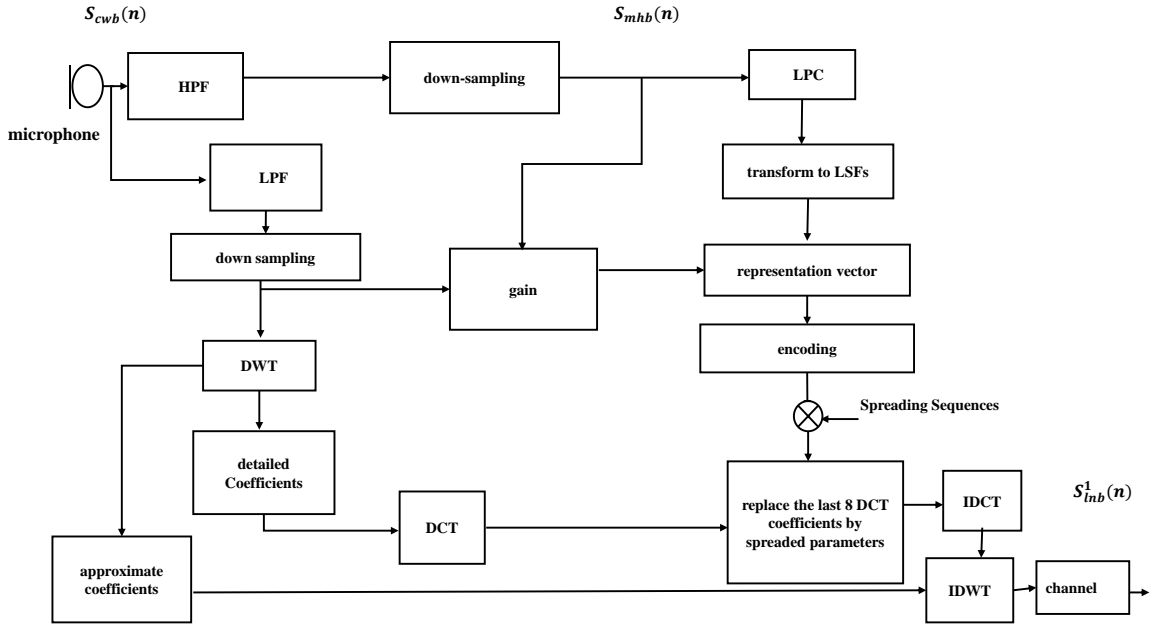 S_cwb(n)
S_mhb(n)
HPF
down-sampling
LPC
microphone
LPF
transform to LSFs
down sampling
gain
representation vector
DWT
encoding
Spreading Sequences
detailed
Coefficients
DCT
replace the last 8 DCT
coefficients by
spreaded parameters
IDCT
S^1_lnb(n)
approximate
coefficients
IDWT
channel